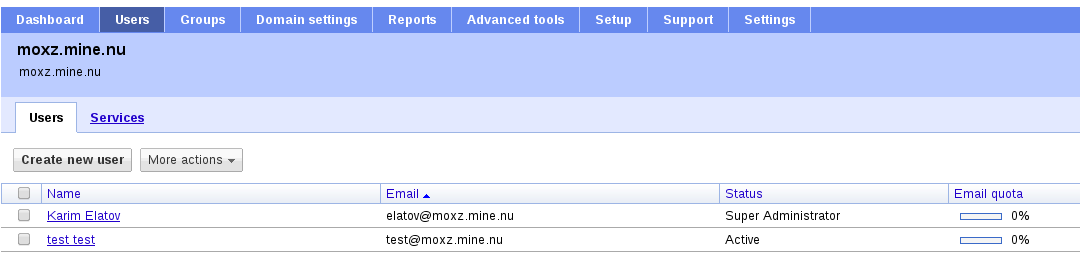 Dashboard Users Groups Domain settings Reports Advanced tools Setup Support Settings
moxz.mine.nu
moxz.mine.nu
Users Services
Create new user More actions
Name Email Status Email quota
Karim Elatov elatov@moxz.mine.nu Super Administrator 0%
test test test@moxz.mine.nu Active 0%